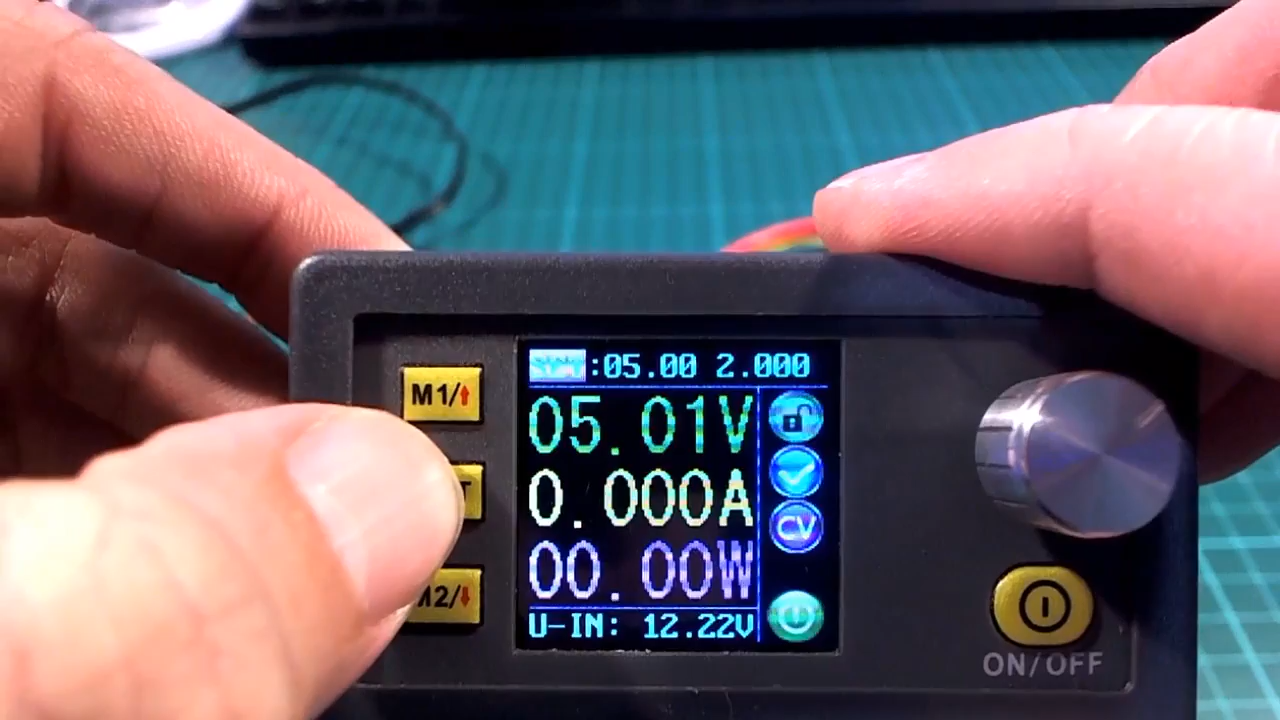 :05.00 2.000
M1/↑
05.01V
T
0.000A
CV
00.00W
M2/↓
U-IN: 12.22V
ON/OFF